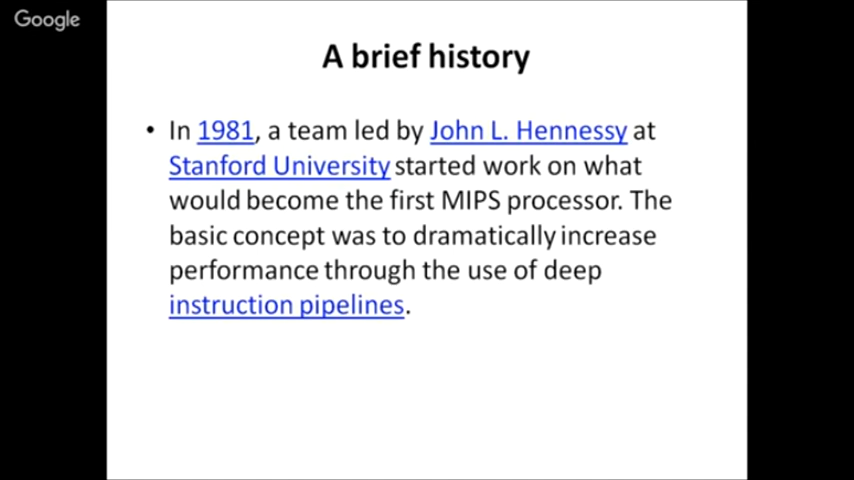 Google
A brief history
• In 1981, a team led by John L. Hennessy at
Stanford University started work on what
would become the first MIPS processor. The
basic concept was to dramatically increase
performance through the use of deep
instruction pipelines.